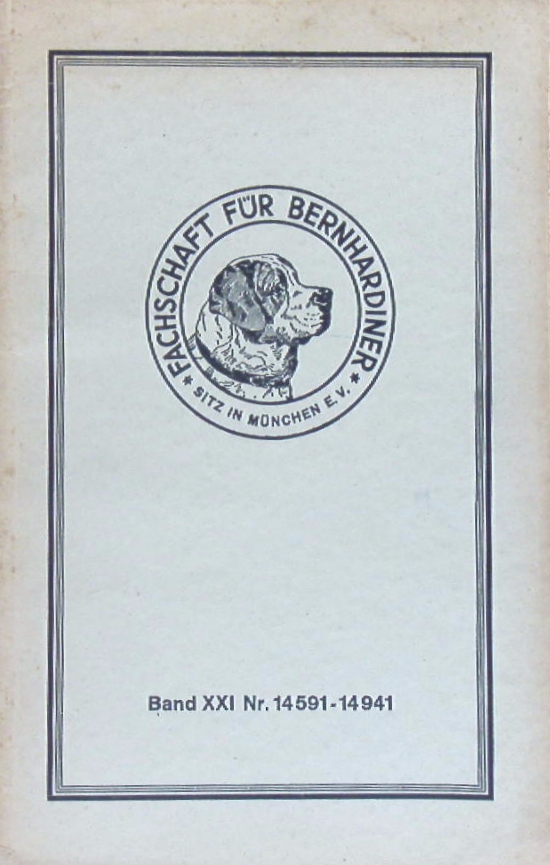 * FACHSCHAFT FÜR BERNHARDINER *
SITZ IN MÜNCHEN E.V.
Band XXI Nr. 14591-14941